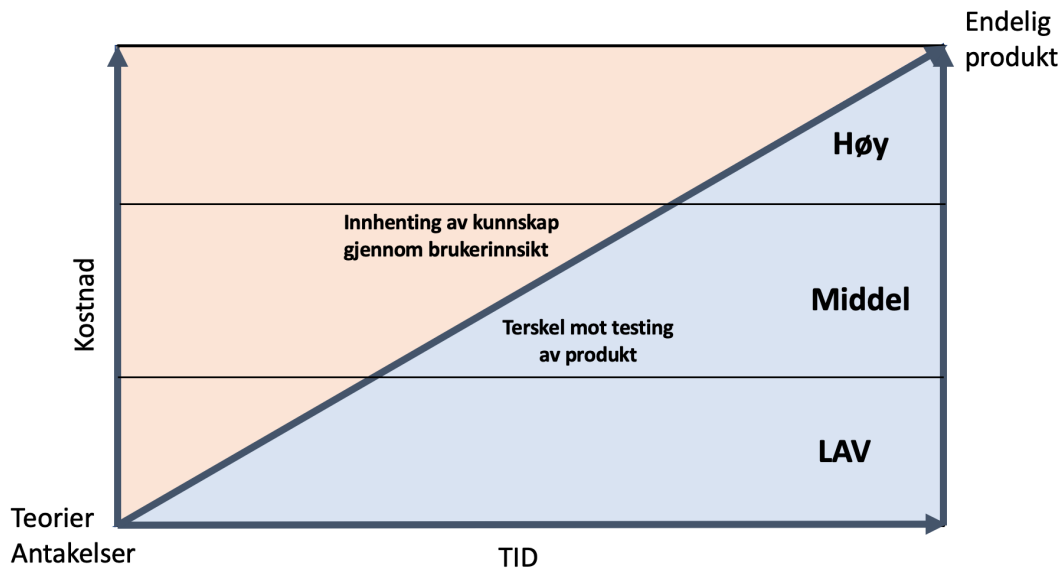 Endelig
produkt
Høy
Innhenting av kunnskap
gjennom brukerinnsikt
Kostnad
Middel
Terskel mot testing
av produkt
LAV
Teorier
Antakelser
TID